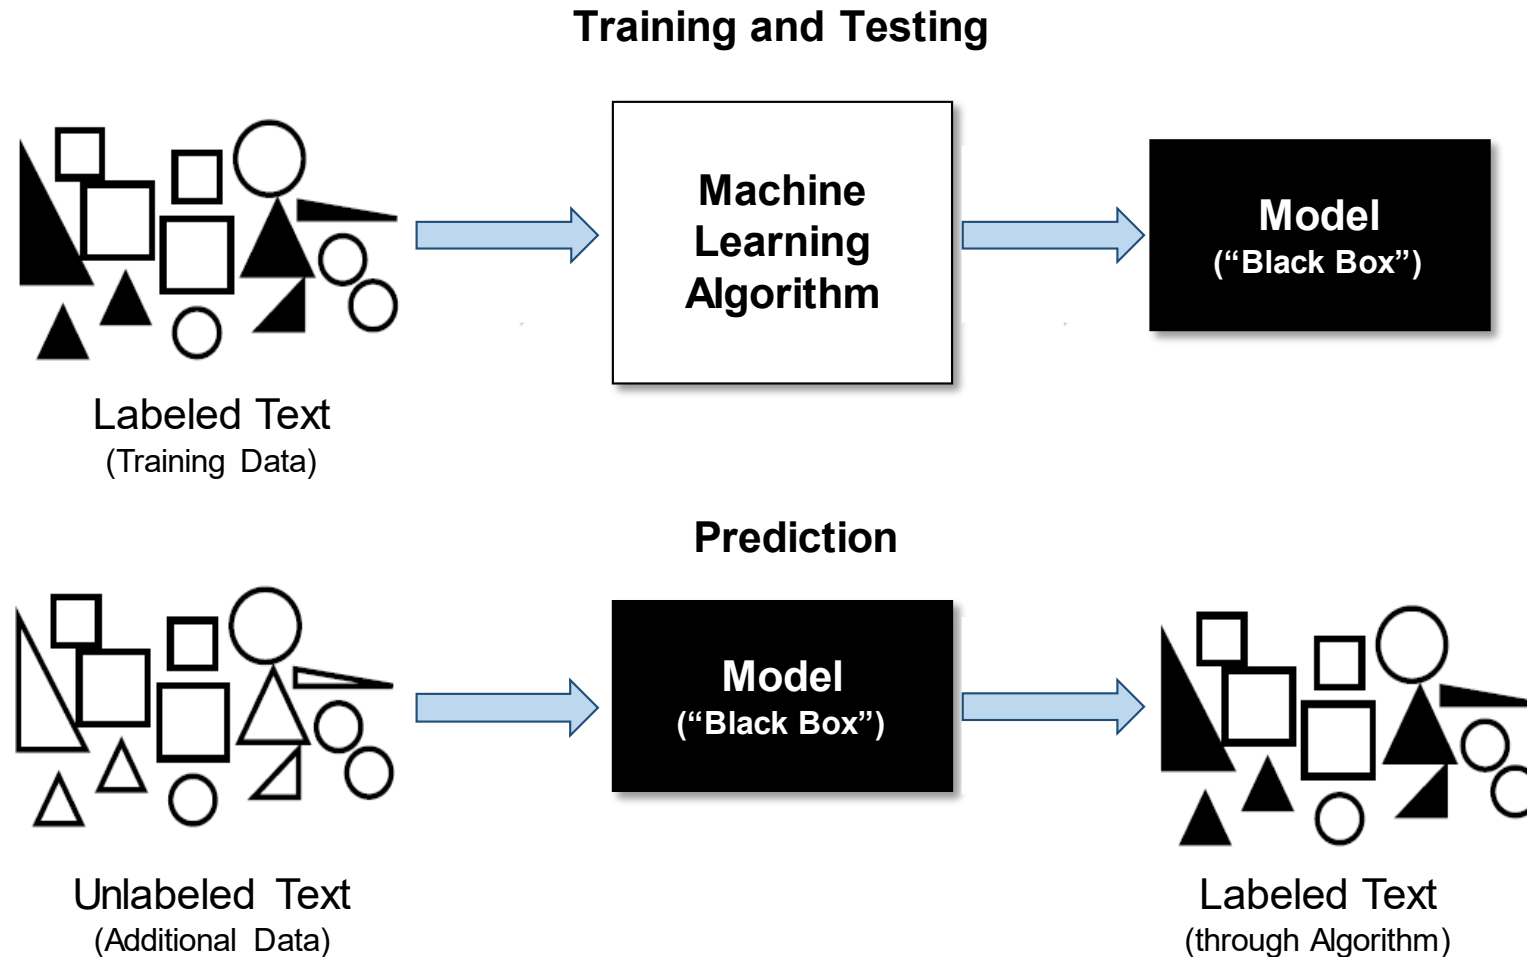 Training and Testing
Machine
Learning
Algorithm
Model
(“Black Box”)
Labeled Text
(Training Data)
Prediction
Model
(“Black Box”)
Unlabeled Text
(Additional Data)
Labeled Text
(through Algorithm)